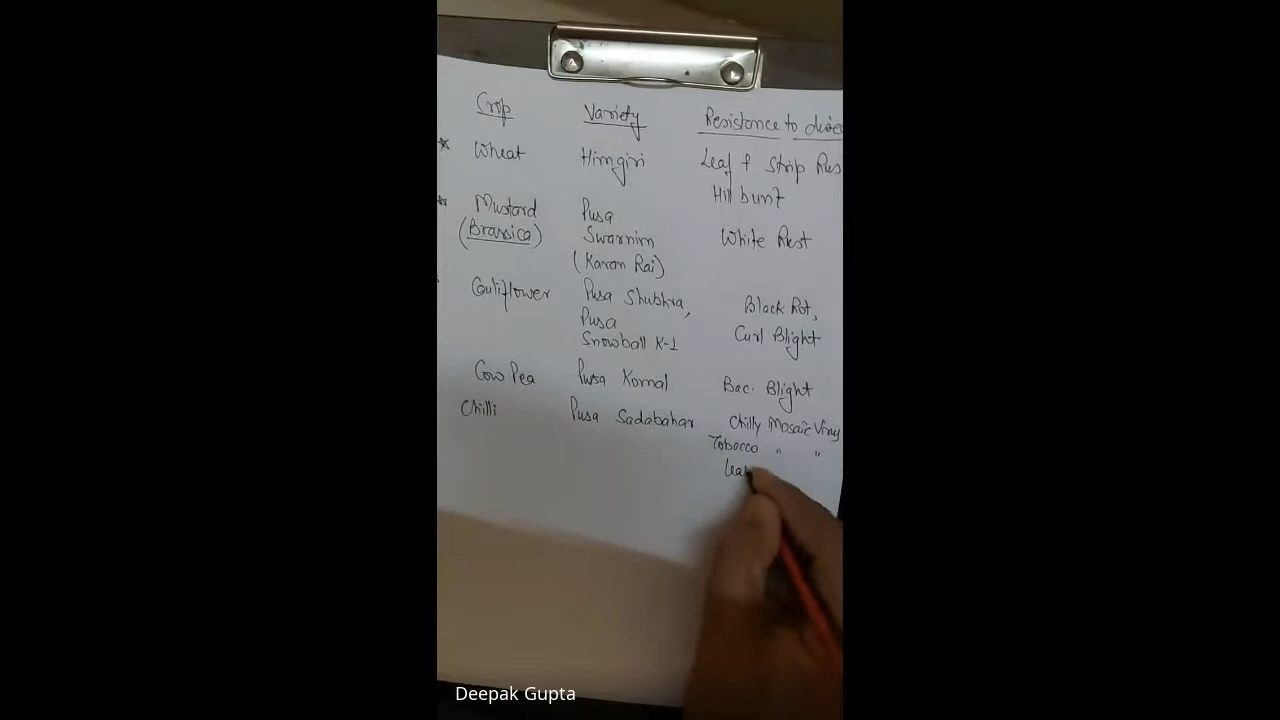 Crop Variety Resistance to
Wheat Himgiri Leaf & Strip Rus
Hill bunt
Mustard Pusa
(Brassica) Swarnim White Rust
(Karan Rai)
Cauliflower Pusa Shubhra, Black Rot,
Pusa Curl Blight
Snowball K-1
Cow Pea Pusa Komal Bac. Blight
Chilli Pusa Sadabahar Chilly Mosaic Virus
Tobacco " "
Lea
Deepak Gupta